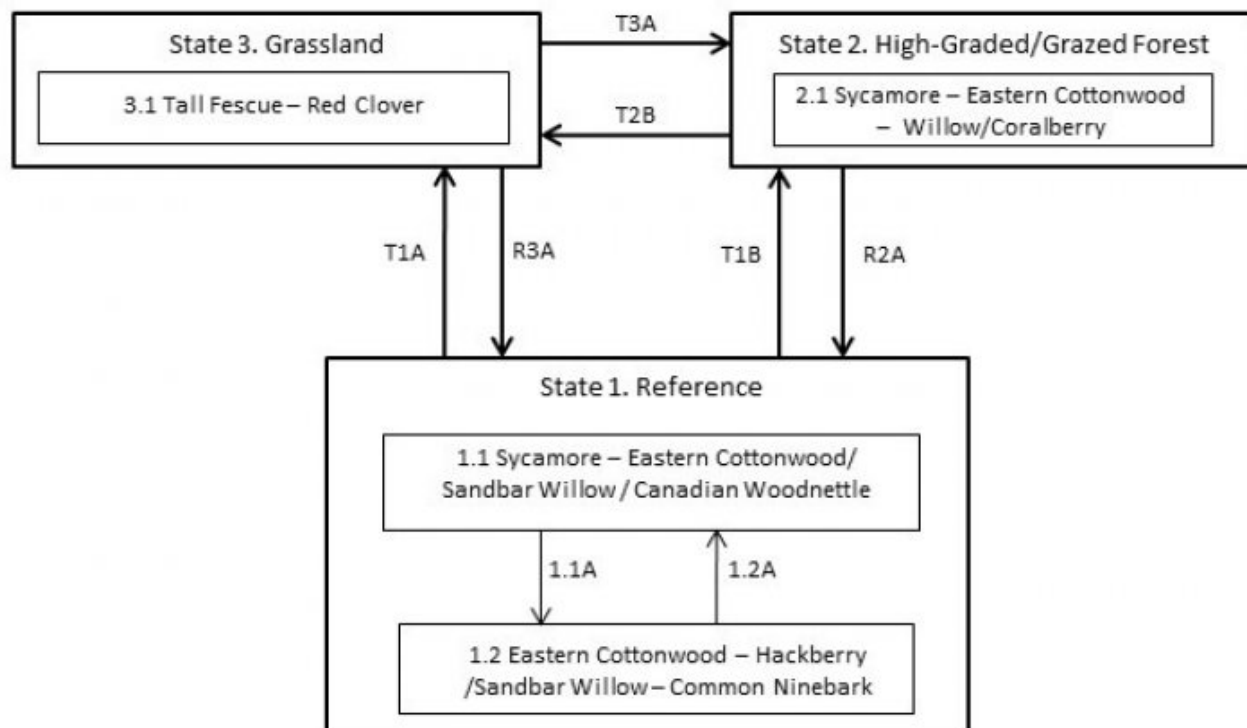 State 3. Grassland
3.1 Tall Fescue – Red Clover
T3A
T2B
State 2. High-Graded/Grazed Forest
2.1 Sycamore – Eastern Cottonwood
– Willow/Coralberry
T1A
R3A
T1B
R2A
State 1. Reference
1.1 Sycamore – Eastern Cottonwood/
Sandbar Willow / Canadian Woodnettle
1.1A
1.2A
1.2 Eastern Cottonwood – Hackberry
/Sandbar Willow – Common Ninebark